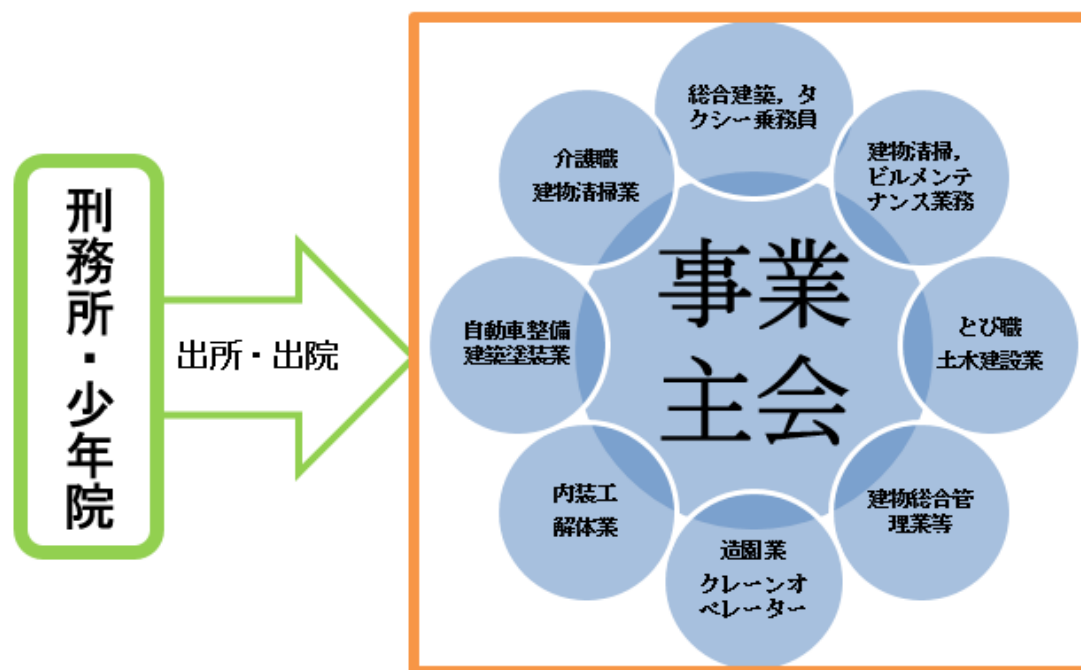 刑務所・少年院
出所・出院
事業
主会
総合建築，タ
クシー乗務員
建物清掃，
ビルメンテ
ナンス業務
とび職
土木建設業
建物総合管
理業等
造園業
クレーンオ
ペレーター
内装工
解体業
自動車整備
建築塗装業
介護職
建物清掃業